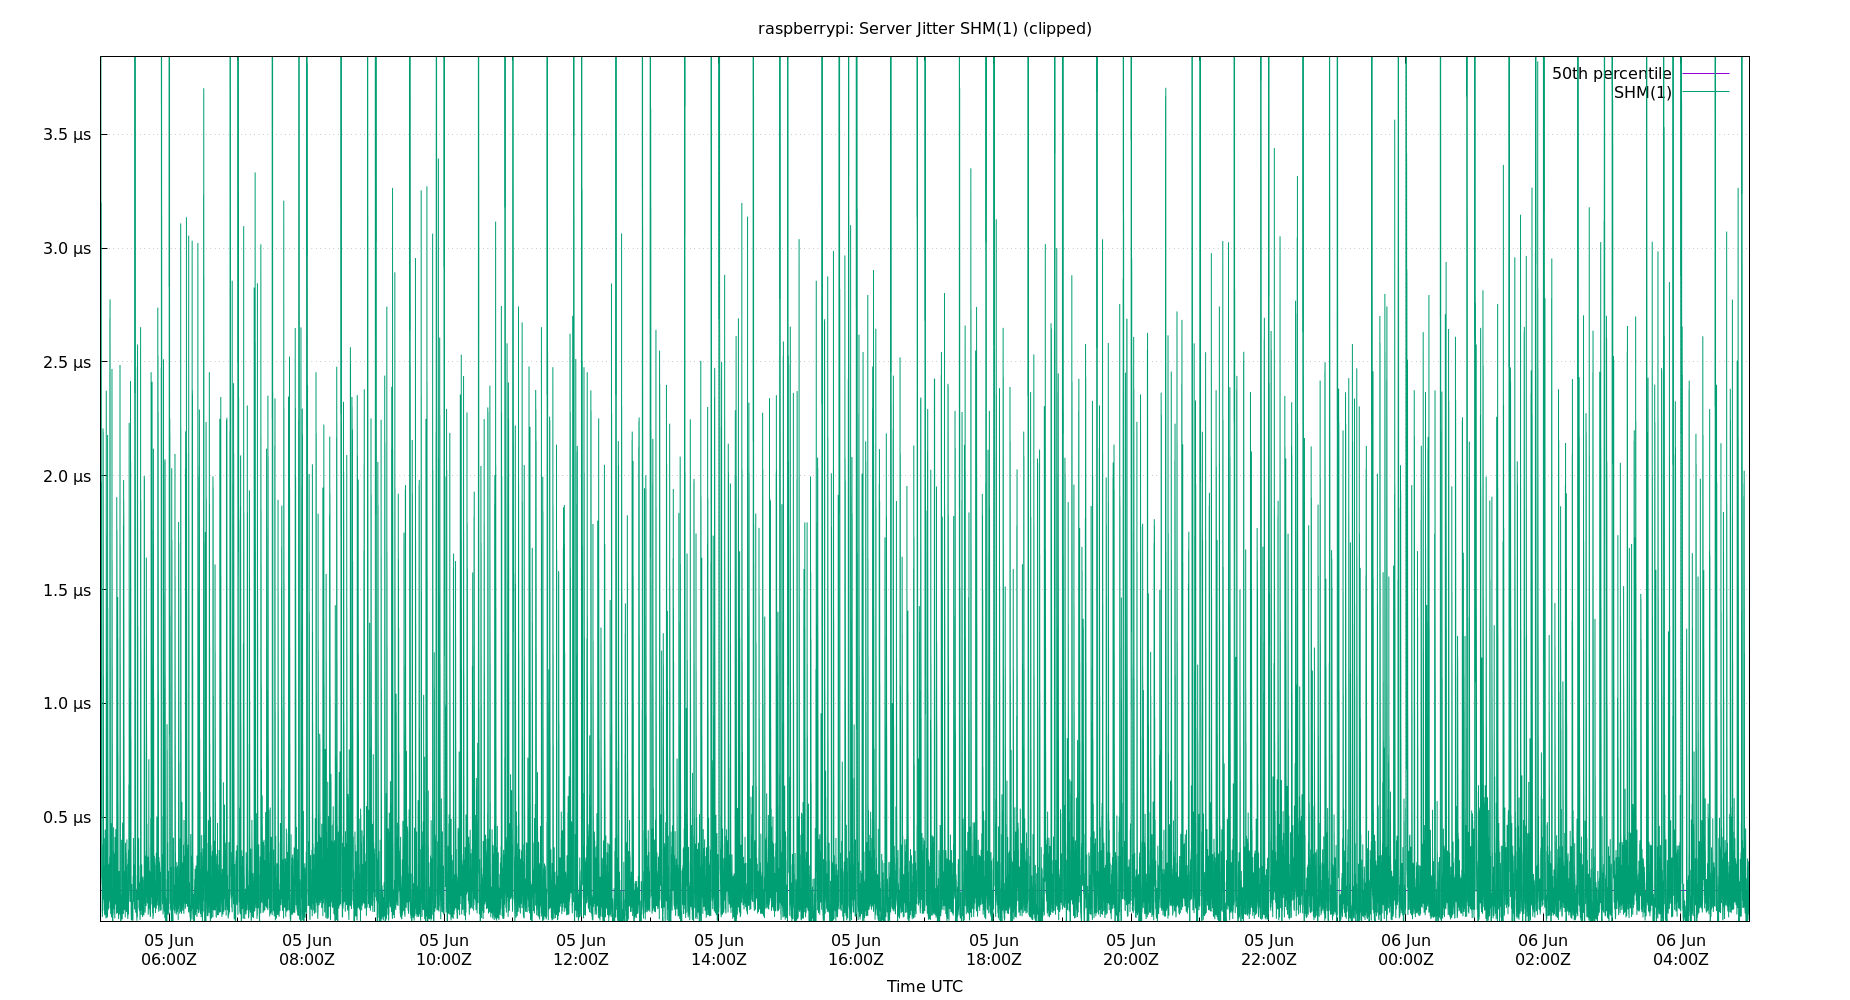 raspberrypi: Server Jitter SHM(1) (clipped)
50th percentile
SHM(1)
3.5 µs
3.0 µs
2.5 µs
2.0 µs
1.5 µs
1.0 µs
0.5 µs
05 Jun 05 Jun 05 Jun 05 Jun 05 Jun 05 Jun 05 Jun 05 Jun 05 Jun 06 Jun 06 Jun 06 Jun
06:00Z 08:00Z 10:00Z 12:00Z 14:00Z 16:00Z 18:00Z 20:00Z 22:00Z 00:00Z 02:00Z 04:00Z
Time UTC